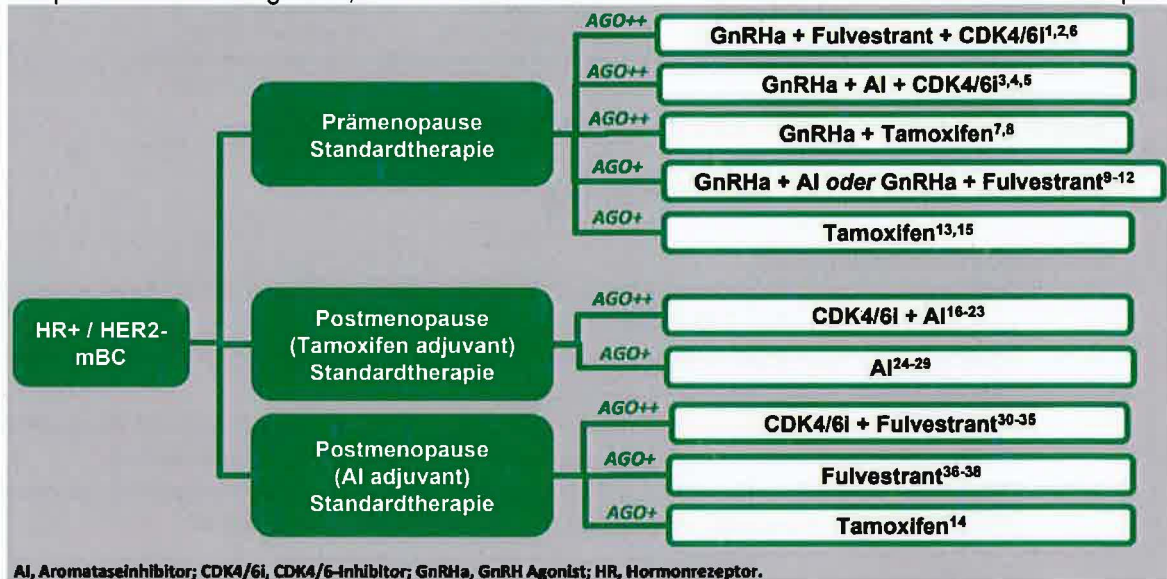 HR+ / HER2-
mBC
Prämenopause
Standardtherapie
AGO++
GnRHa + Fulvestrant + CDK4/6i1,2,6
AGO++
GnRHa + AI + CDK4/6i3,4,5
AGO++
GnRHa + Tamoxifen7,8
AGO+
GnRHa + AI oder GnRHa + Fulvestrant9-12
AGO+
Tamoxifen13,15
Postmenopause
(Tamoxifen adjuvant)
Standardtherapie
AGO++
CDK4/6i + AI16-23
AGO+
AI24-29
Postmenopause
(AI adjuvant)
Standardtherapie
AGO++
CDK4/6i + Fulvestrant30-35
AGO+
Fulvestrant36-38
AGO+
Tamoxifen14
AI, Aromataseinhibitor; CDK4/6i, CDK4/6-Inhibitor; GnRHa, GnRH Agonist; HR, Hormonrezeptor.